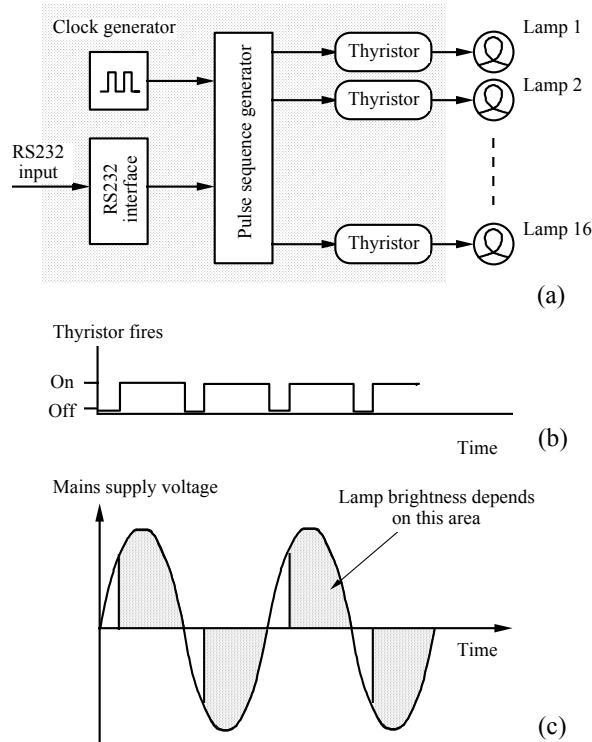 Clock generator
RS232
input
RS232
interface
Pulse sequence generator
Thyristor
Lamp 1
Thyristor
Lamp 2
Thyristor
Lamp 16
(a)
Thyristor fires
On
Off
Time
(b)
Mains supply voltage
Lamp brightness depends
on this area
Time
(c)